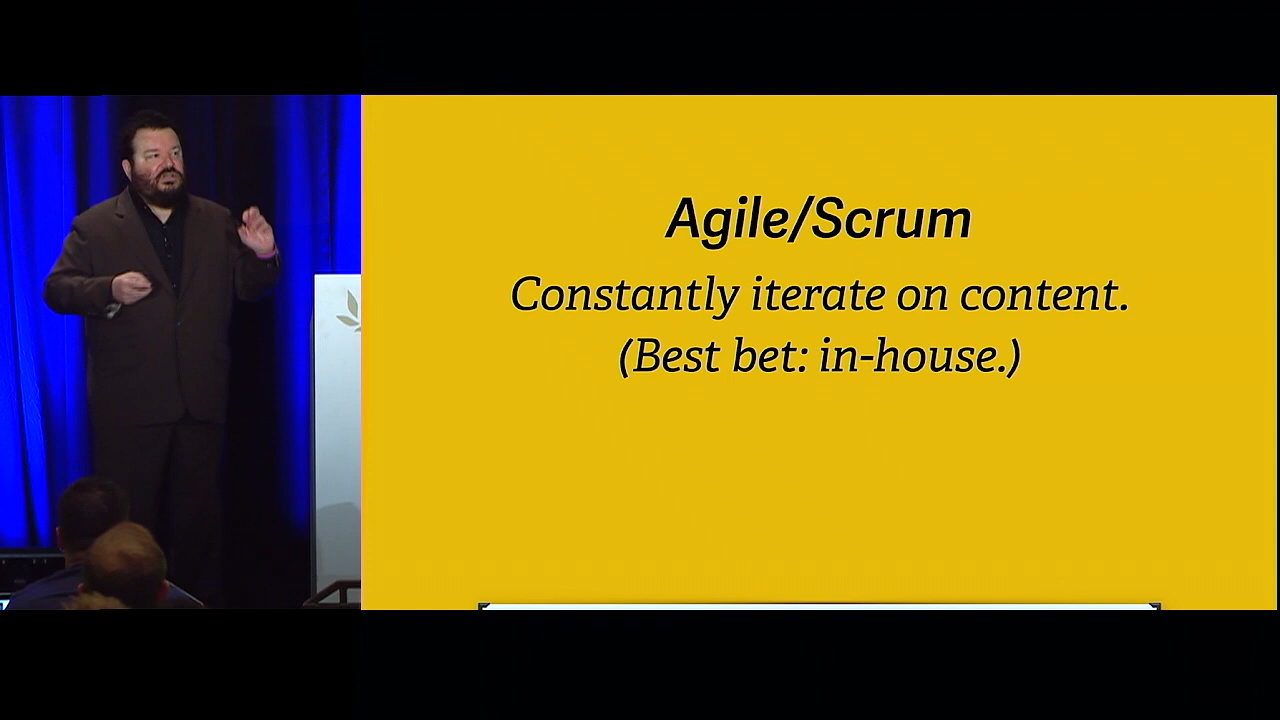 Agile/Scrum
Constantly iterate on content.
(Best bet: in-house.)